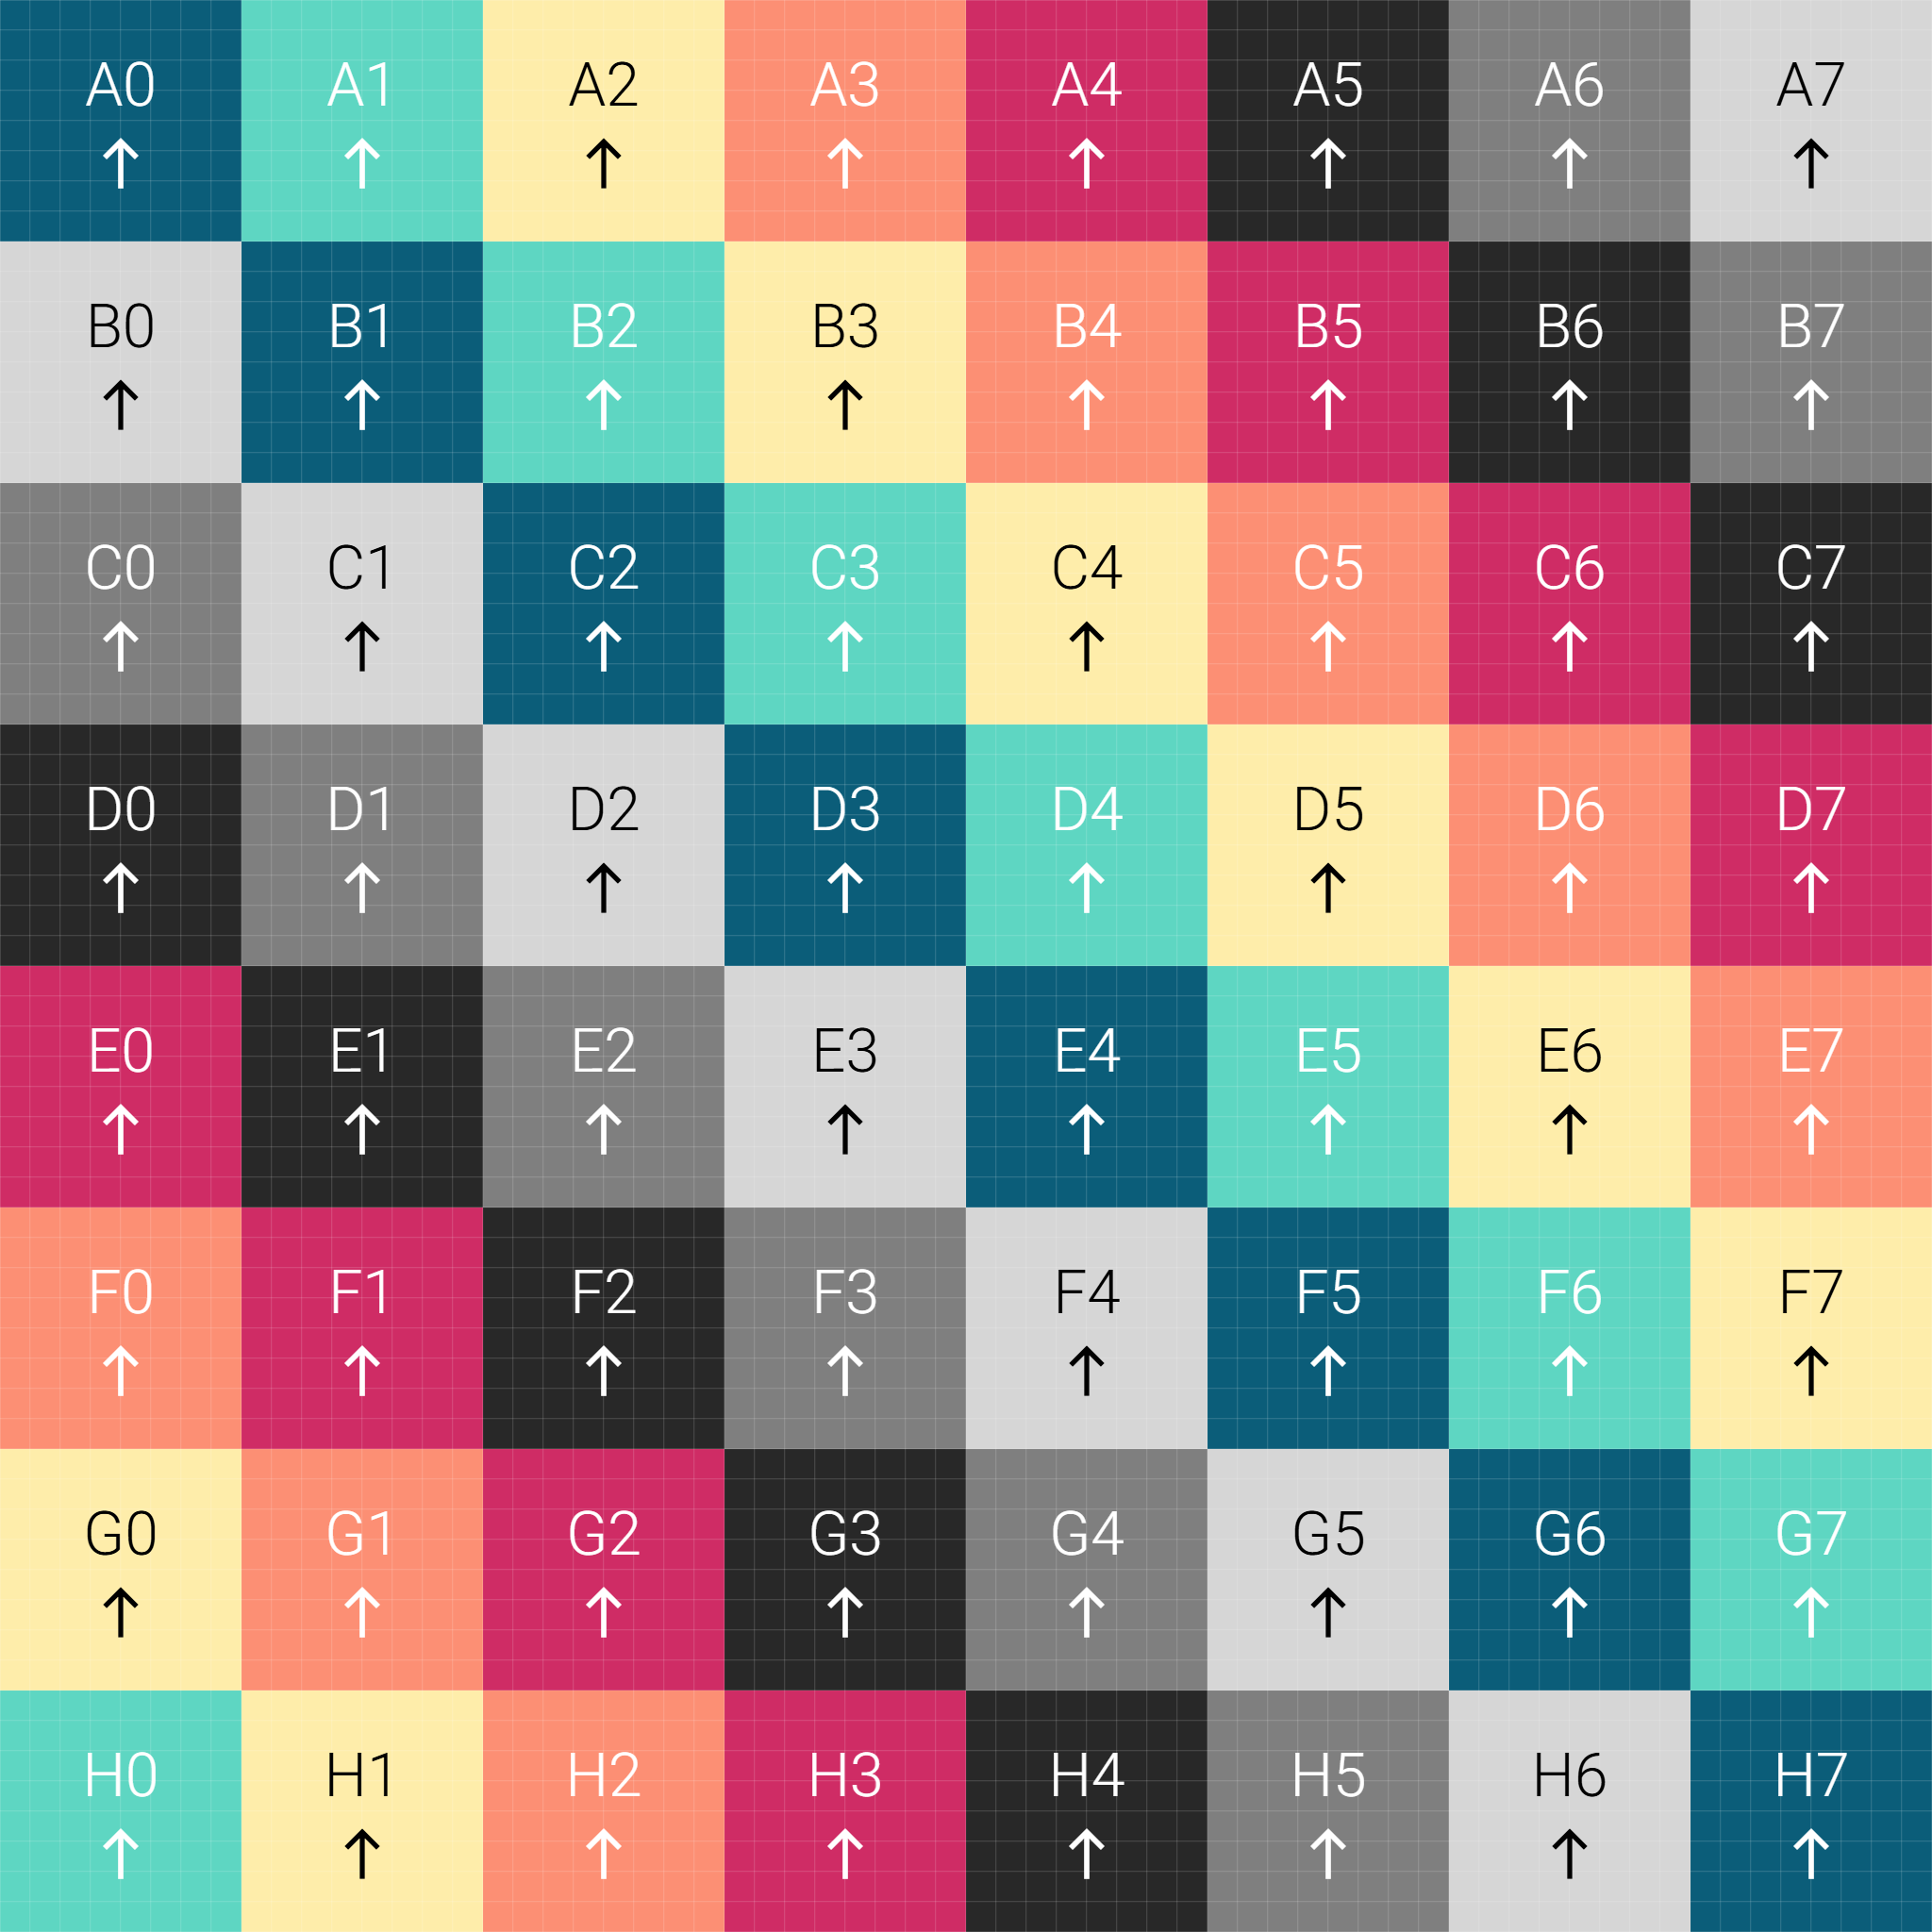 A0 A1 A2 A3 A4 A5 A6 A7
↑ ↑ ↑ ↑ ↑ ↑ ↑ ↑
B0 B1 B2 B3 B4 B5 B6 B7
↑ ↑ ↑ ↑ ↑ ↑ ↑ ↑
C0 C1 C2 C3 C4 C5 C6 C7
↑ ↑ ↑ ↑ ↑ ↑ ↑ ↑
D0 D1 D2 D3 D4 D5 D6 D7
↑ ↑ ↑ ↑ ↑ ↑ ↑ ↑
E0 E1 E2 E3 E4 E5 E6 E7
↑ ↑ ↑ ↑ ↑ ↑ ↑ ↑
F0 F1 F2 F3 F4 F5 F6 F7
↑ ↑ ↑ ↑ ↑ ↑ ↑ ↑
G0 G1 G2 G3 G4 G5 G6 G7
↑ ↑ ↑ ↑ ↑ ↑ ↑ ↑
H0 H1 H2 H3 H4 H5 H6 H7
↑ ↑ ↑ ↑ ↑ ↑ ↑ ↑